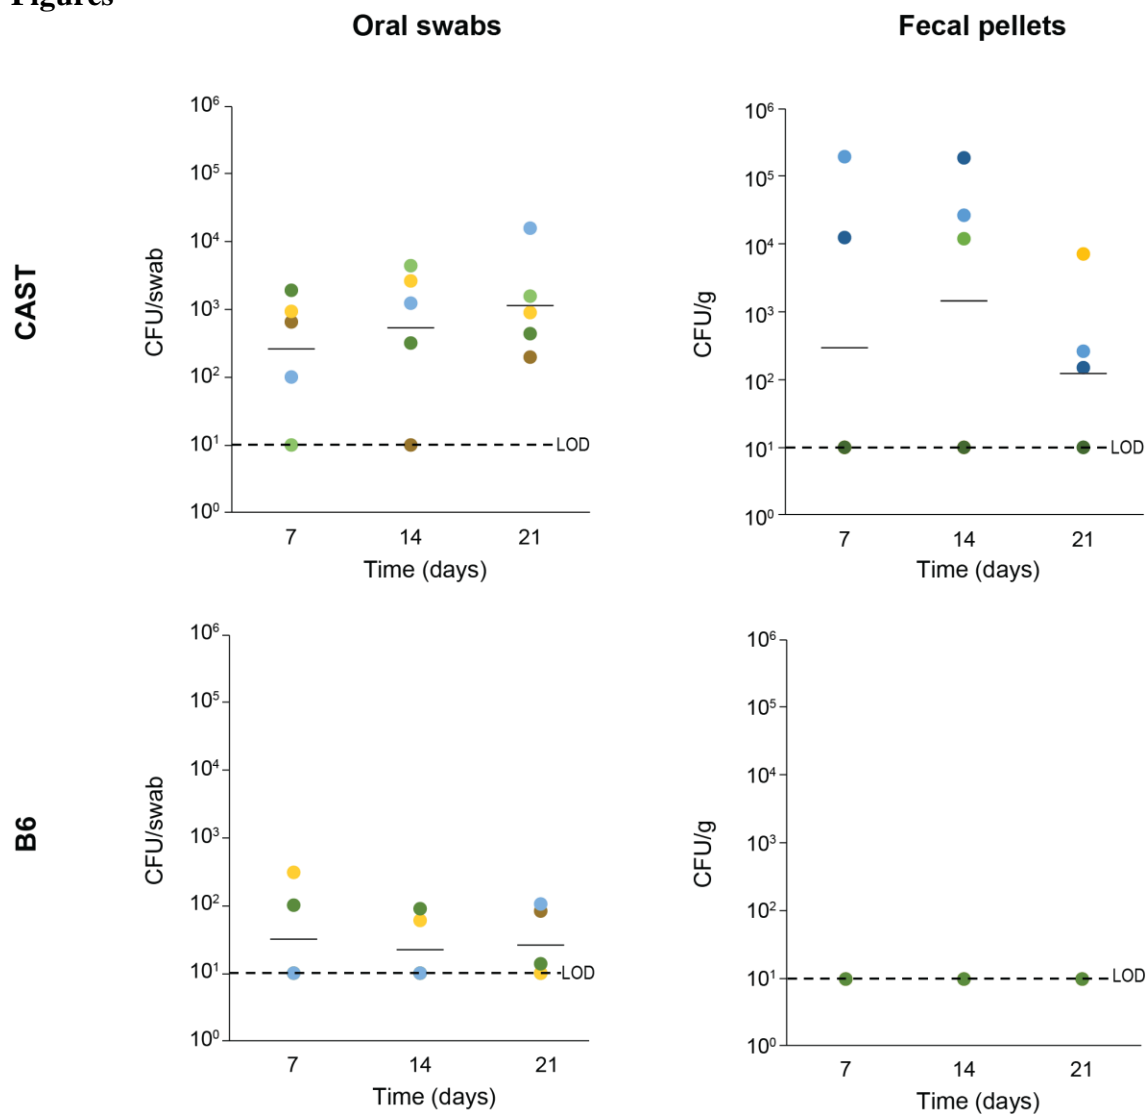 Figures
Oral swabs
Fecal pellets
CAST
CFU/swab
10⁶
10⁵
10⁴
10³
10²
10¹
10⁰
LOD
7 14 21
Time (days)
CFU/g
10⁶
10⁵
10⁴
10³
10²
10¹
10⁰
LOD
7 14 21
Time (days)
B6
CFU/swab
10⁶
10⁵
10⁴
10³
10²
10¹
10⁰
LOD
7 14 21
Time (days)
CFU/g
10⁶
10⁵
10⁴
10³
10²
10¹
10⁰
LOD
7 14 21
Time (days)